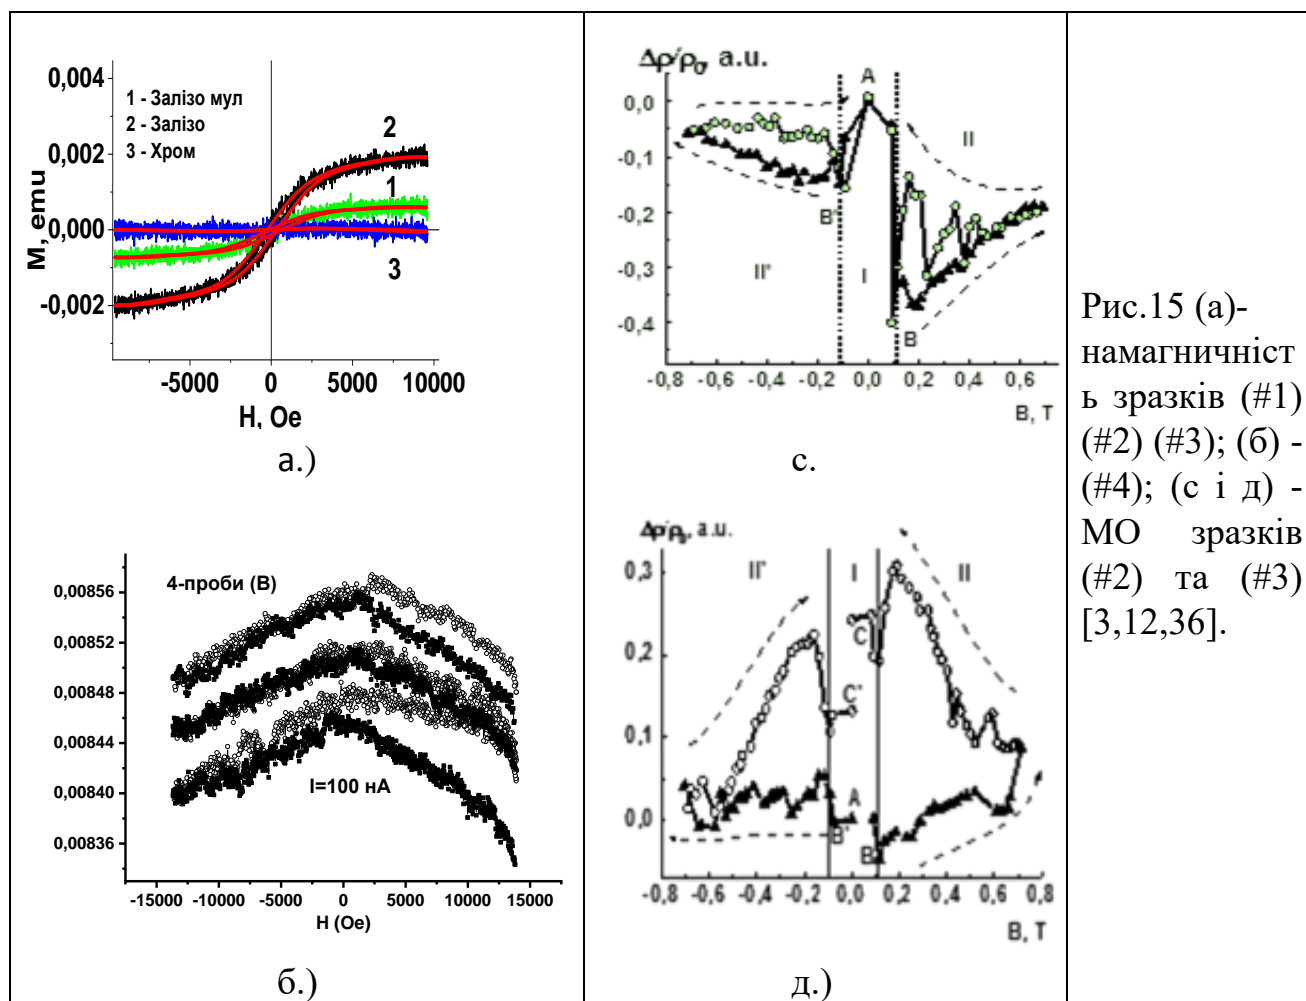 0,004
0,002
0,000
-0,002
M, emu
1 - Залізо мул
2 - Залізо
3 - Хром
2
1
3
-5000 0 5000 10000
H, Oe
а.)
Δρ/ρ₀, a.u.
0,0
-0,1
-0,2
-0,3
-0,4
A
II
B'
II'
I
B
-0,8 -0,6 -0,4 -0,2 0,0 0,2 0,4 0,6
B, T
с.
4-проби (В)
0,00856
0,00852
0,00848
0,00844
0,00840
0,00836
I=100 нА
-15000 -10000 -5000 0 5000 10000 15000
H (Oe)
б.)
Δρ/ρ₀, a.u.
0,3
0,2
0,1
0,0
II' I II
C
C'
A
B'
B
-0,8 -0,6 -0,4 -0,2 0,0 0,2 0,4 0,6 0,8
B, T
д.)
Рис.15 (а)-
намагничніст
ь зразків (#1)
(#2) (#3); (б) -
(#4); (с і д) -
МО зразків
(#2) та (#3)
[3,12,36].